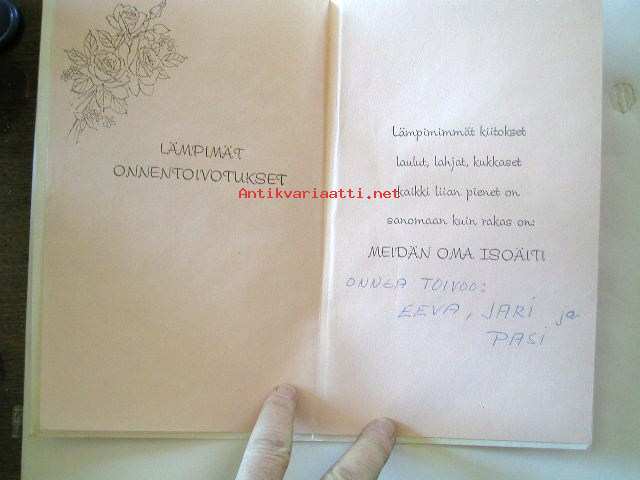 LÄMPIMÄT
ONNENTOIVOTUKSET
Antikvariaatti.net
Lämpimimmät kiitokset
laulut, lahjat, kukkaset
kaikki liian pienet on
sanomaan kuin rakas on:
MEIDÄN OMA ISOÄITI
ONNEA TOIVOO:
EEVA, JARI ja
PASI